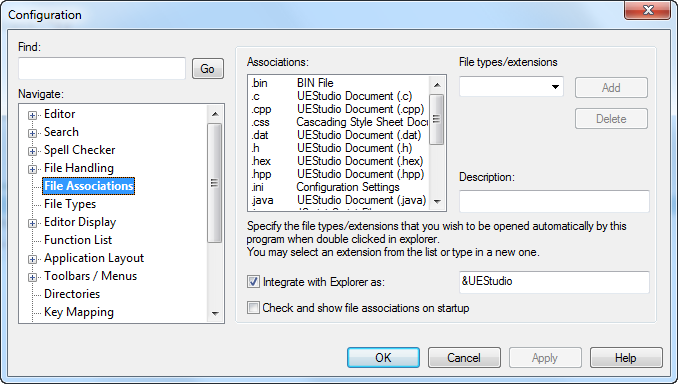 Configuration
Find:
Go
Navigate:
Editor
Search
Spell Checker
File Handling
File Associations
File Types
Editor Display
Function List
Application Layout
Toolbars / Menus
Directories
Key Mapping
Associations:
.bin BIN File
.c UEStudio Document (.c)
.cpp UEStudio Document (.cpp)
.css Cascading Style Sheet Docu
.dat UEStudio Document (.dat)
.h UEStudio Document (.h)
.hex UEStudio Document (.hex)
.hpp UEStudio Document (.hpp)
.ini Configuration Settings
.java UEStudio Document (.java)
File types/extensions
Add
Delete
Description:
Specify the file types/extensions that you wish to be opened automatically by this
program when double clicked in explorer.
You may select an extension from the list or type in a new one.
Integrate with Explorer as: &UEStudio
Check and show file associations on startup
OK Cancel Apply Help